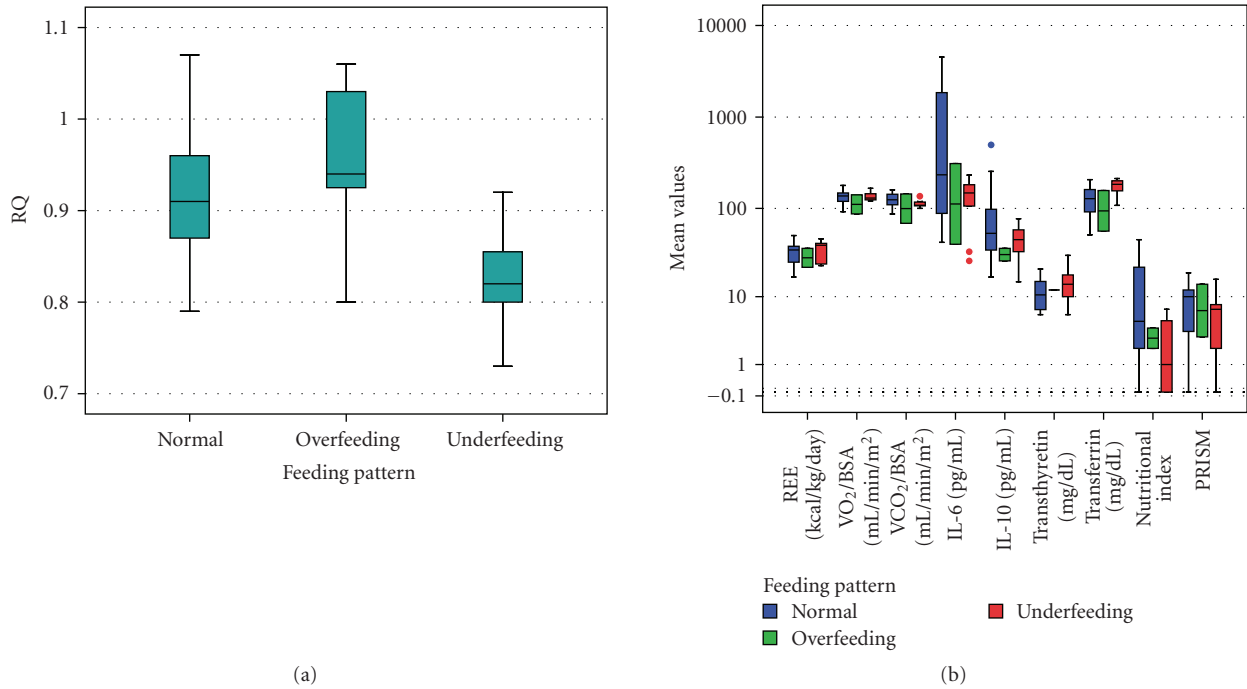 1.1
1
0.9
0.8
0.7
RQ
Normal
Overfeeding
Underfeeding
Feeding pattern
(a)
10000
1000
100
10
1
−0.1
Mean values
REE
(kcal/kg/day)
VO₂/BSA
(mL/min/m²)
VCO₂/BSA
(mL/min/m²)
IL-6 (pg/mL)
IL-10 (pg/mL)
Transthyretin
(mg/dL)
Transferrin
(mg/dL)
Nutritional
index
PRISM
Feeding pattern
Normal
Overfeeding
Underfeeding
(b)